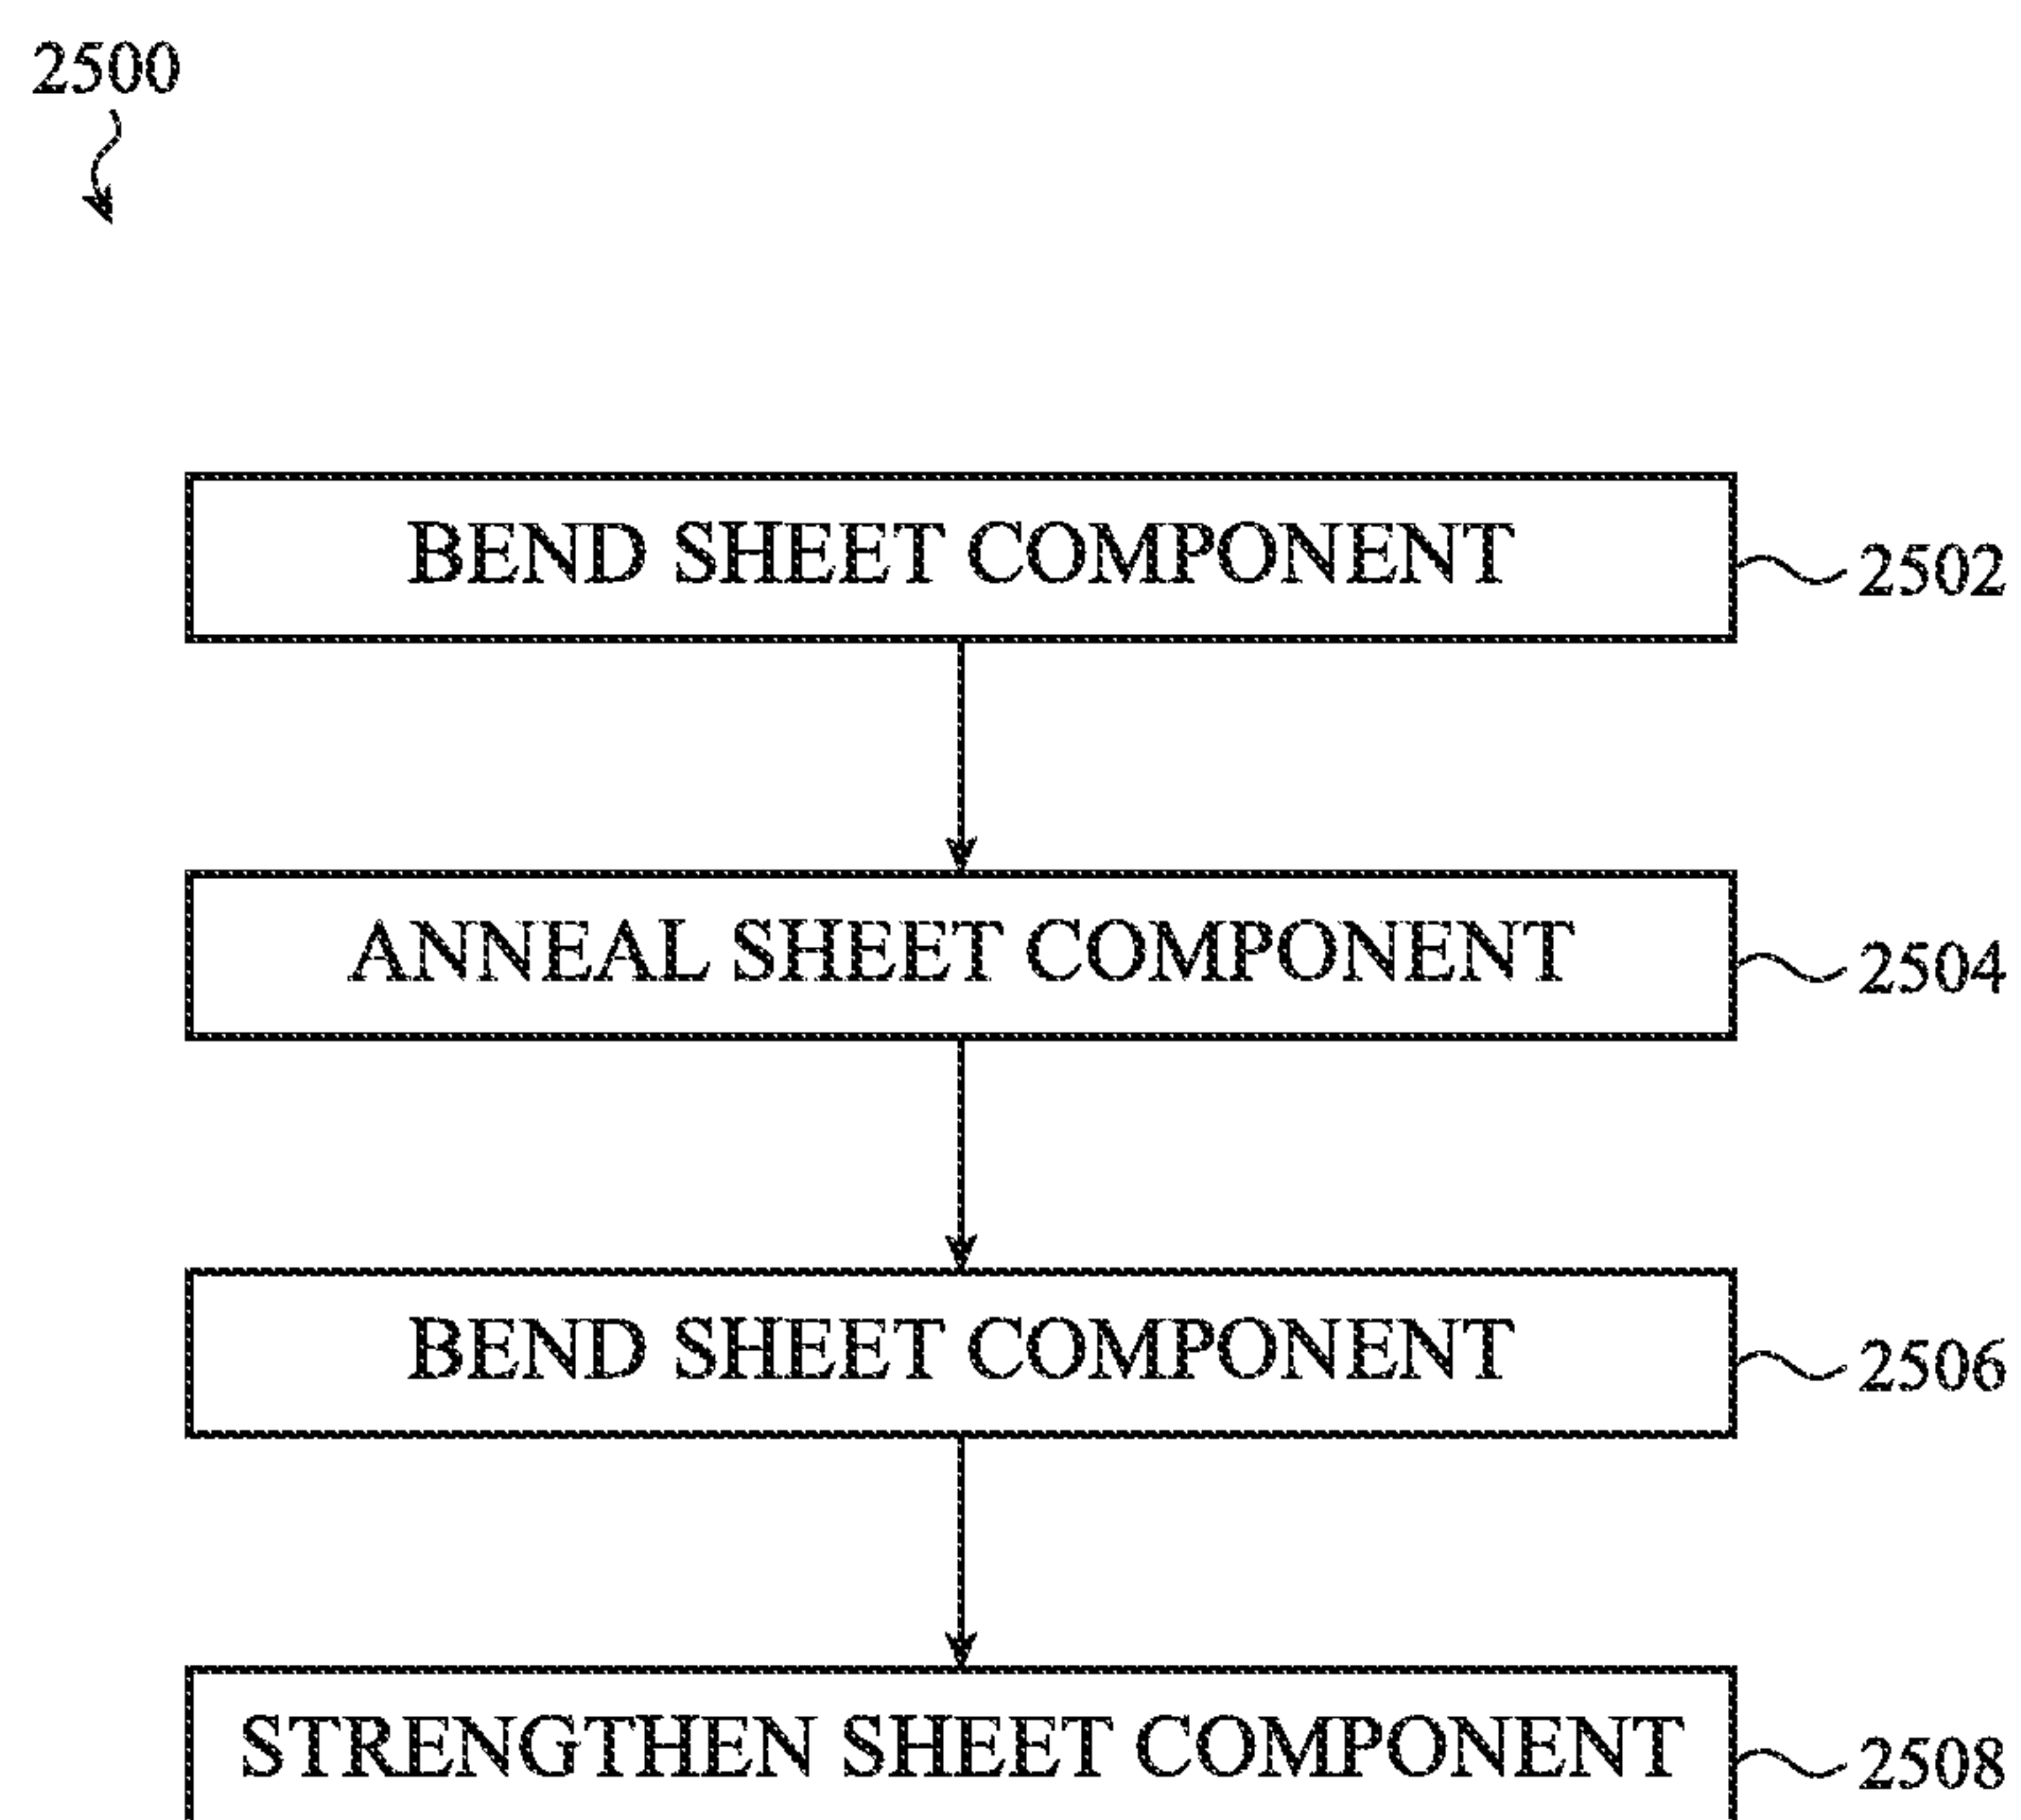 2500
BEND SHEET COMPONENT
2502
ANNEAL SHEET COMPONENT
2504
BEND SHEET COMPONENT
2506
STRENGTHEN SHEET COMPONENT
2508